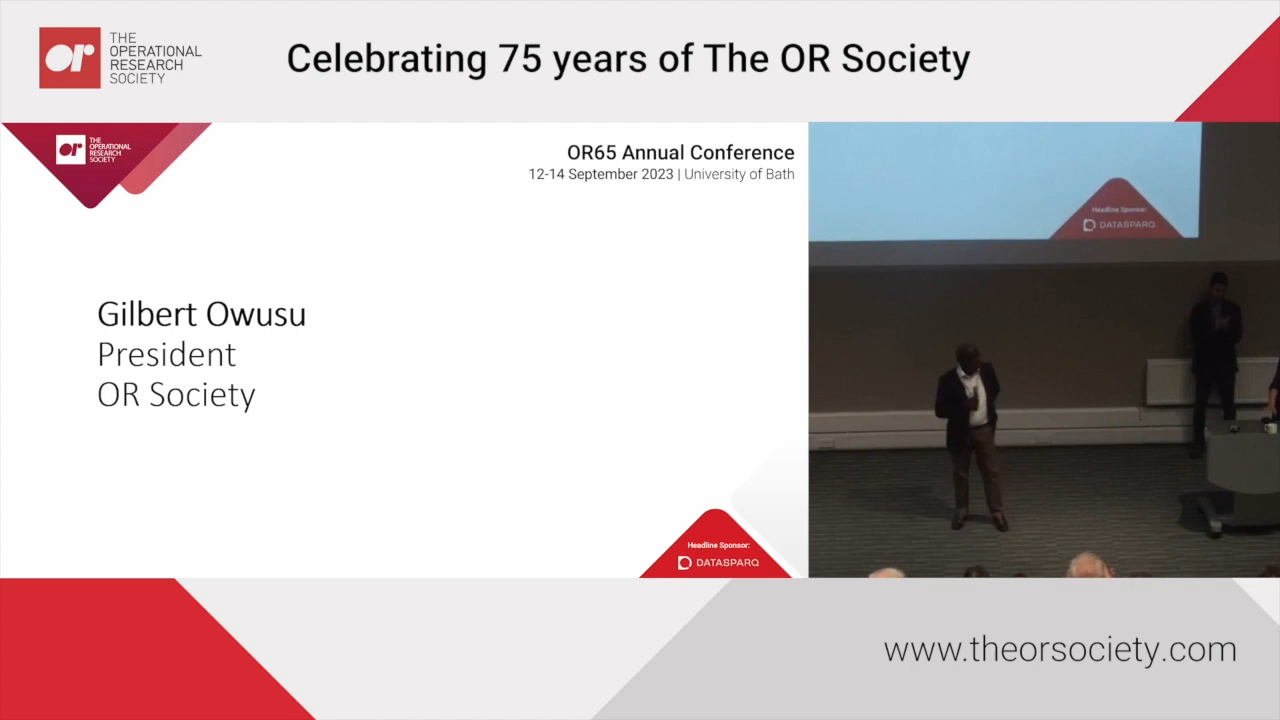 or
THE
OPERATIONAL
RESEARCH
SOCIETY
Celebrating 75 years of The OR Society
or
THE
OPERATIONAL
RESEARCH
SOCIETY
OR65 Annual Conference
12-14 September 2023 | University of Bath
Gilbert Owusu
President
OR Society
Headline Sponsor:
DATASPARQ
Headline Sponsor:
DATASPARQ
www.theorsociety.com